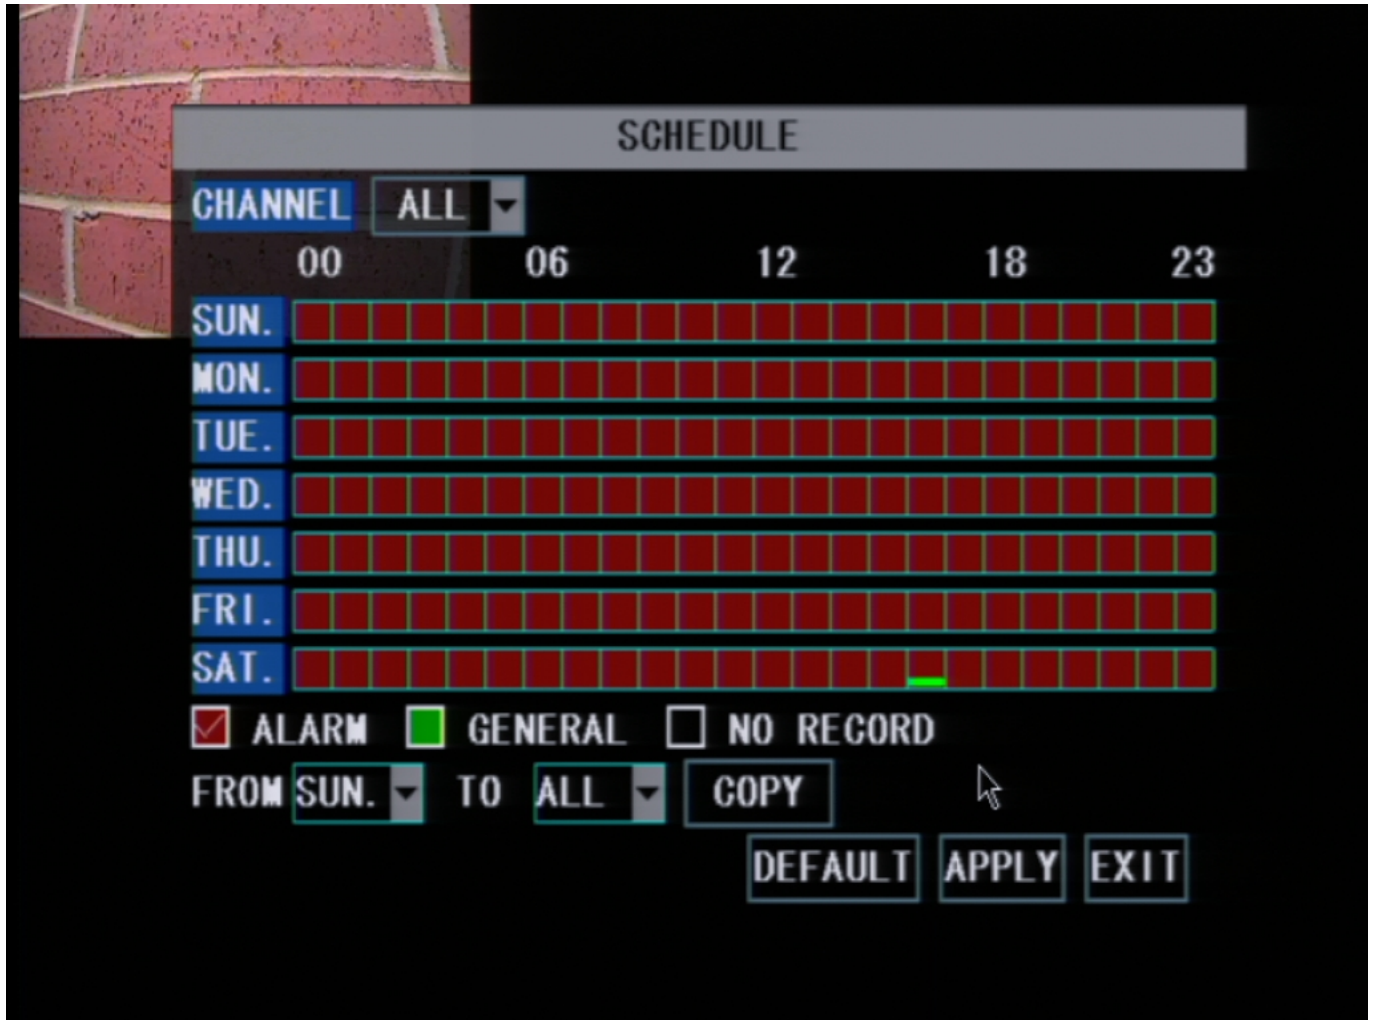 SCHEDULE
CHANNEL ALL
00 06 12 18 23
SUN.
MON.
TUE.
WED.
THU.
FRI.
SAT.
ALARM GENERAL NO RECORD
FROM SUN. TO ALL COPY
DEFAULT APPLY EXIT